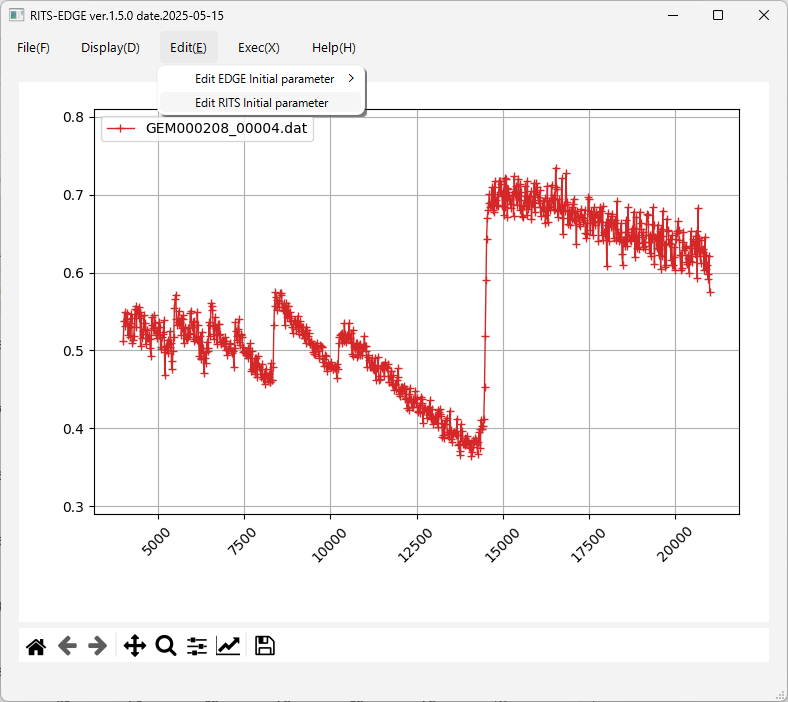 RITS-EDGE ver.1.5.0 date.2025-05-15
File(F) Display(D) Edit(E) Exec(X) Help(H)
Edit EDGE Initial parameter
Edit RITS Initial parameter
GEM000208_00004.dat
0.8
0.7
0.6
0.5
0.4
0.3
5000 7500 10000 12500 15000 17500 20000